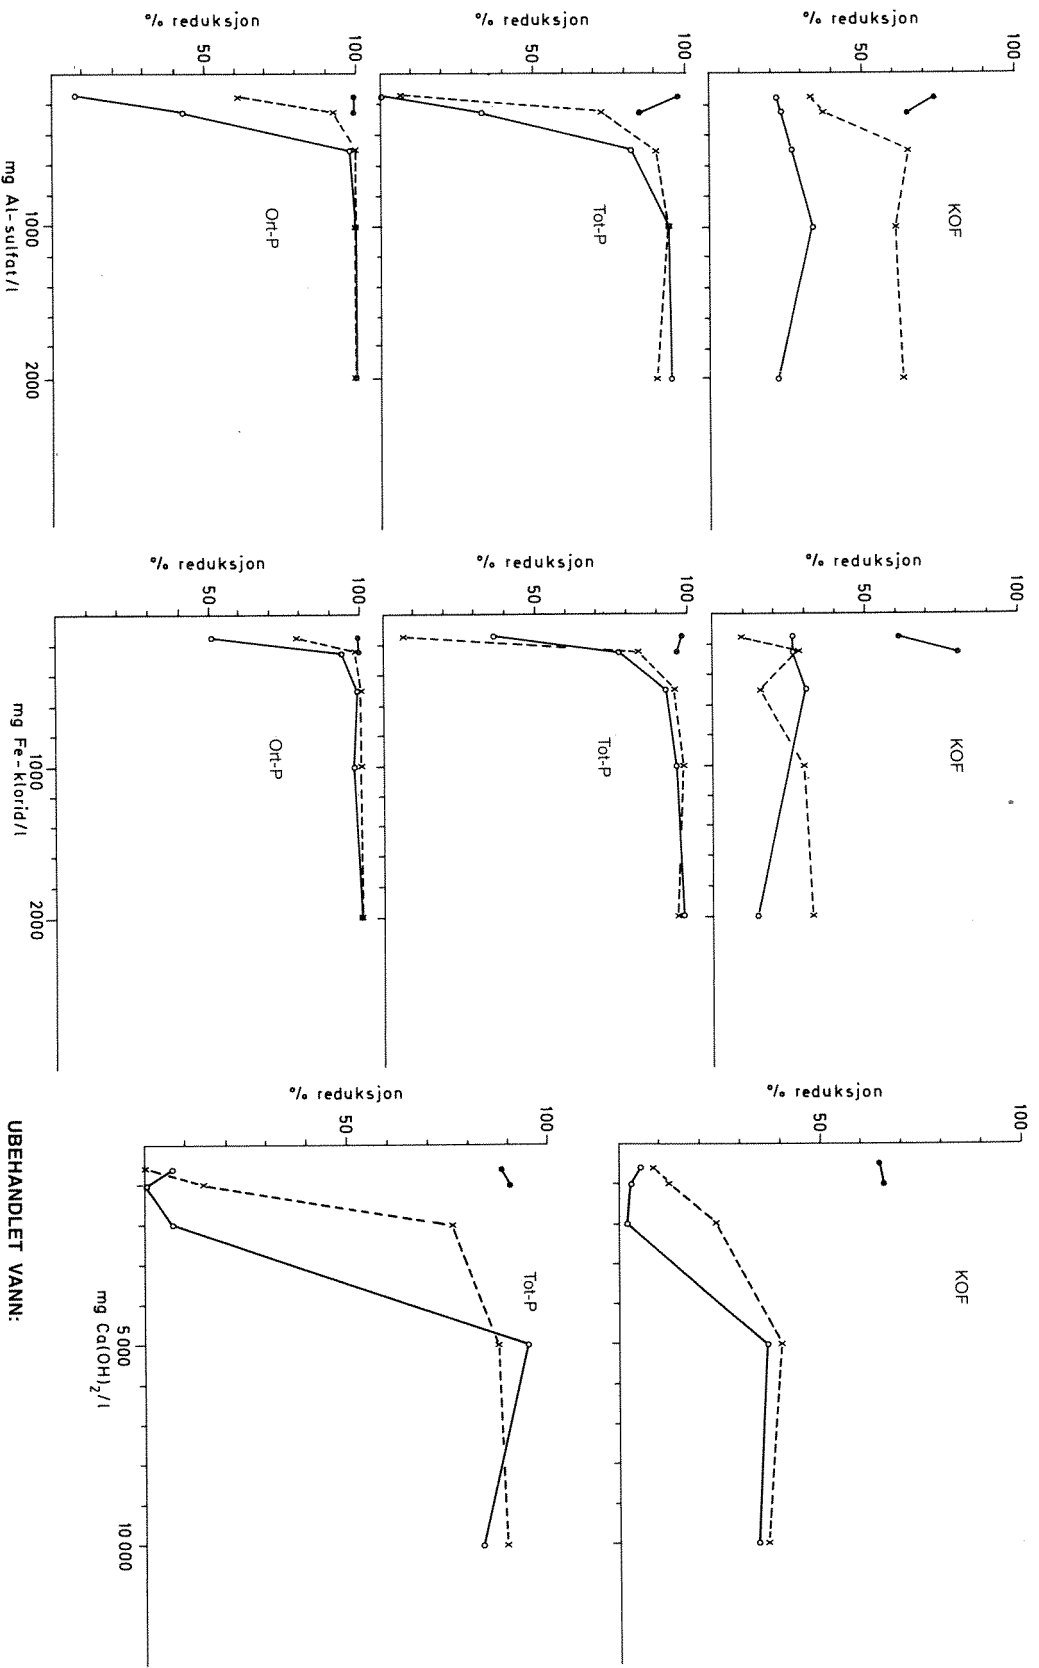 100
50
% reduksjon
KOF
100
50
% reduksjon
Tot-P
100
50
% reduksjon
Ort-P
1000
2000
mg Al-sulfat/l
100
50
% reduksjon
KOF
100
50
% reduksjon
Tot-P
100
50
% reduksjon
Ort-P
1000
2000
mg Fe-klorid/l
100
50
% reduksjon
KOF
100
50
% reduksjon
Tot-P
5000
10000
mg Ca(OH)₂/l
UBEHANDLET VANN: